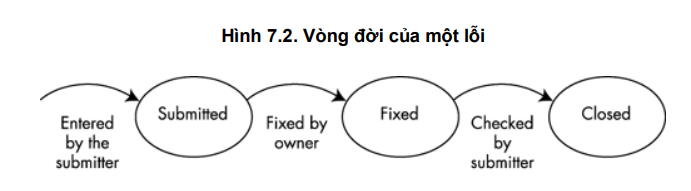 Hình 7.2. Vòng đời của một lỗi
Entered
by the
submitter
Submitted
Fixed by
owner
Fixed
Checked
by
submitter
Closed